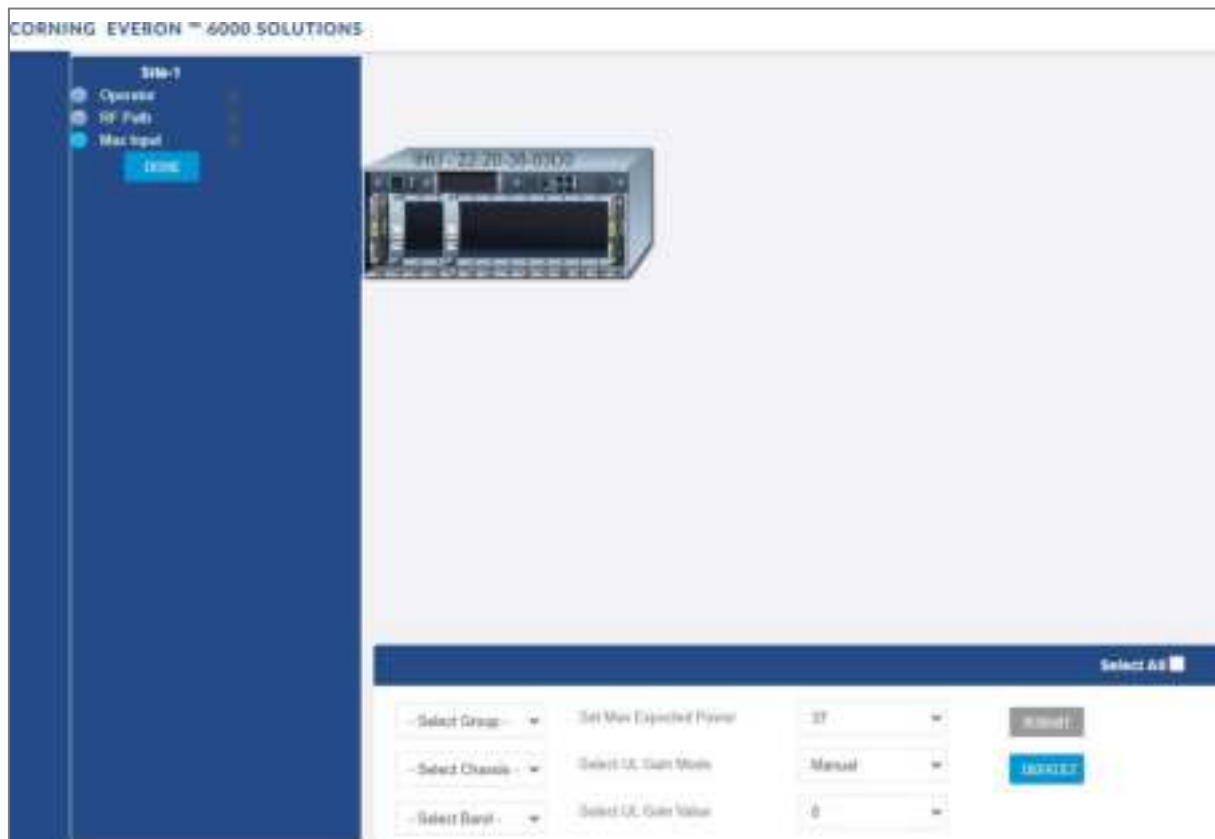 CORNING EVERON ™ 6000 SOLUTIONS
Site-1
Operator
RF Path
Max Input
DONE
Select All
- Select Group -
Set Max Expected Power
37
SUBMIT
- Select Chassis -
Select UL Gain Mode
Manual
- Select Band -
Select UL Gain Value
0